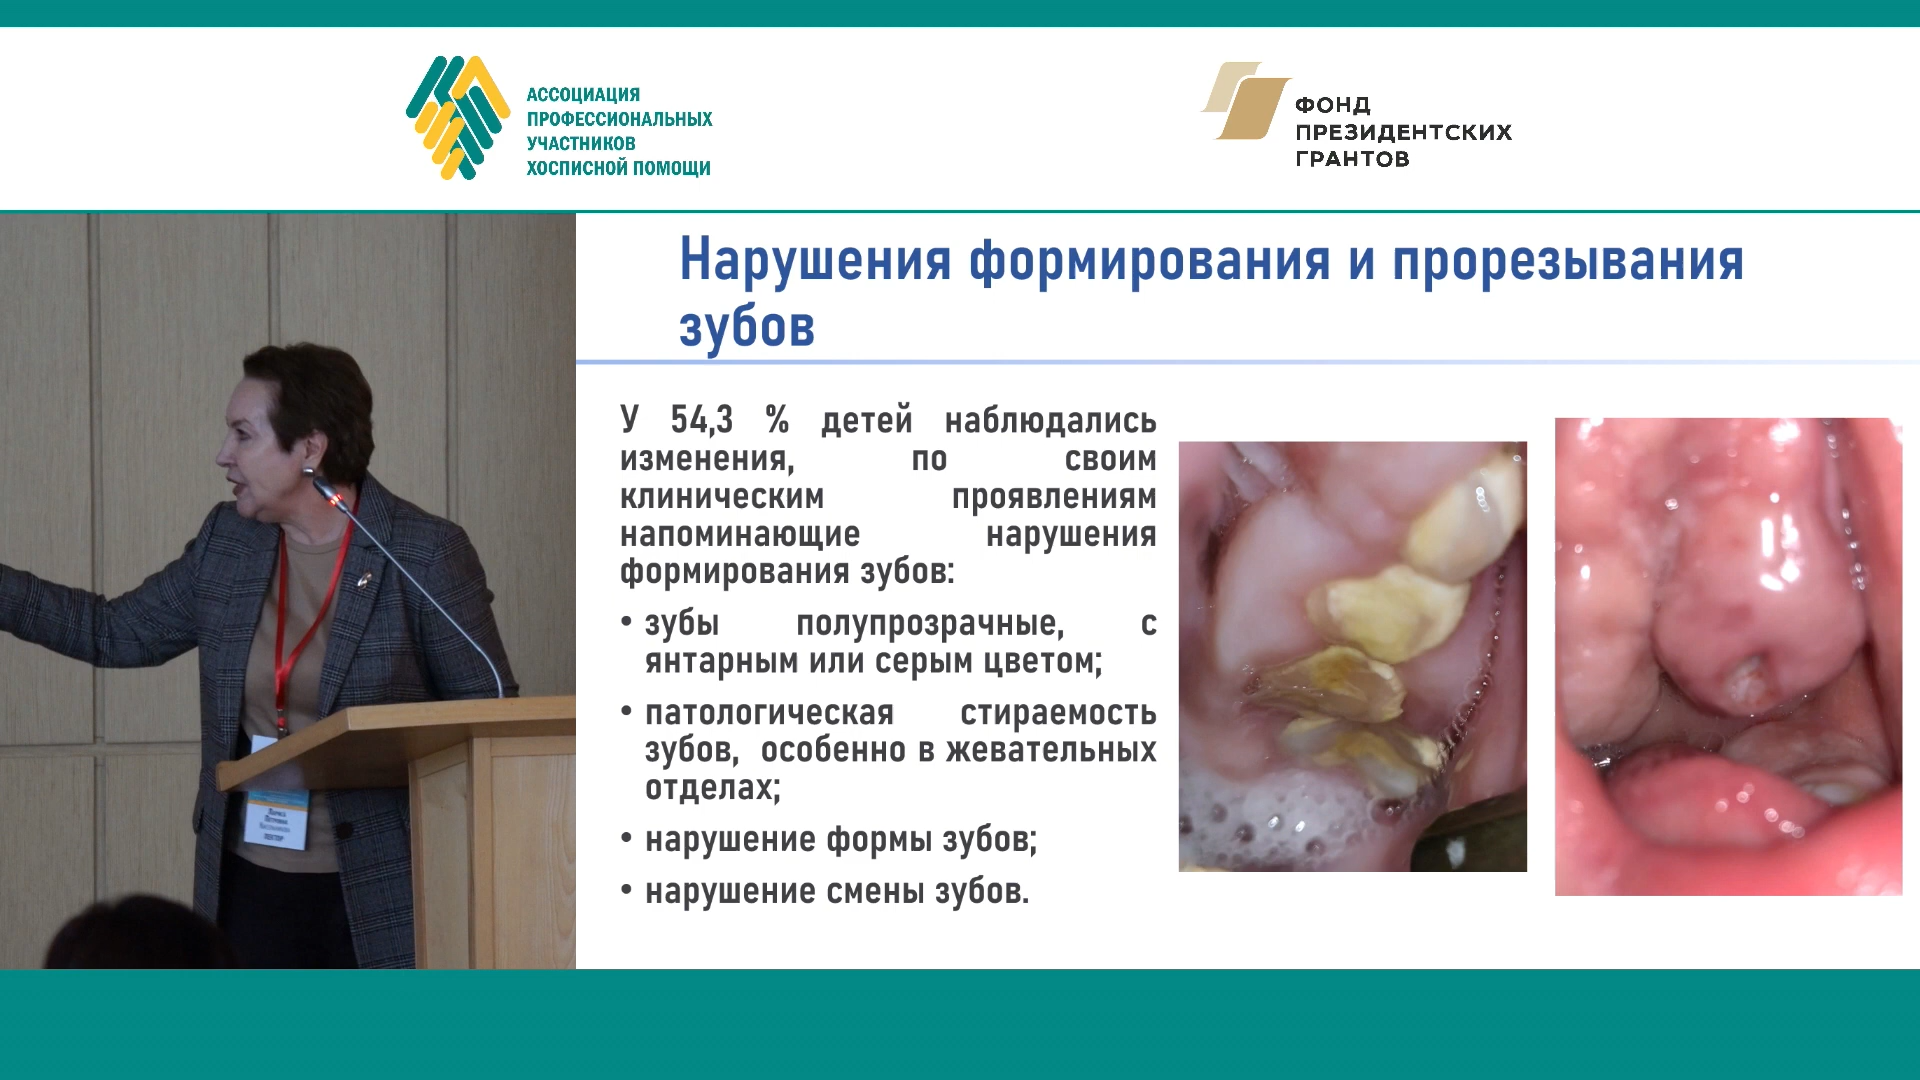 АССОЦИАЦИЯ
ПРОФЕССИОНАЛЬНЫХ
УЧАСТНИКОВ
ХОСПИСНОЙ ПОМОЩИ
ФОНД
ПРЕЗИДЕНТСКИХ
ГРАНТОВ
Нарушения формирования и прорезывания
зубов
У 54,3 % детей наблюдались
изменения, по своим
клиническим проявлениям
напоминающие нарушения
формирования зубов:
• зубы полупрозрачные, с
янтарным или серым цветом;
• патологическая стираемость
зубов, особенно в жевательных
отделах;
• нарушение формы зубов;
• нарушение смены зубов.